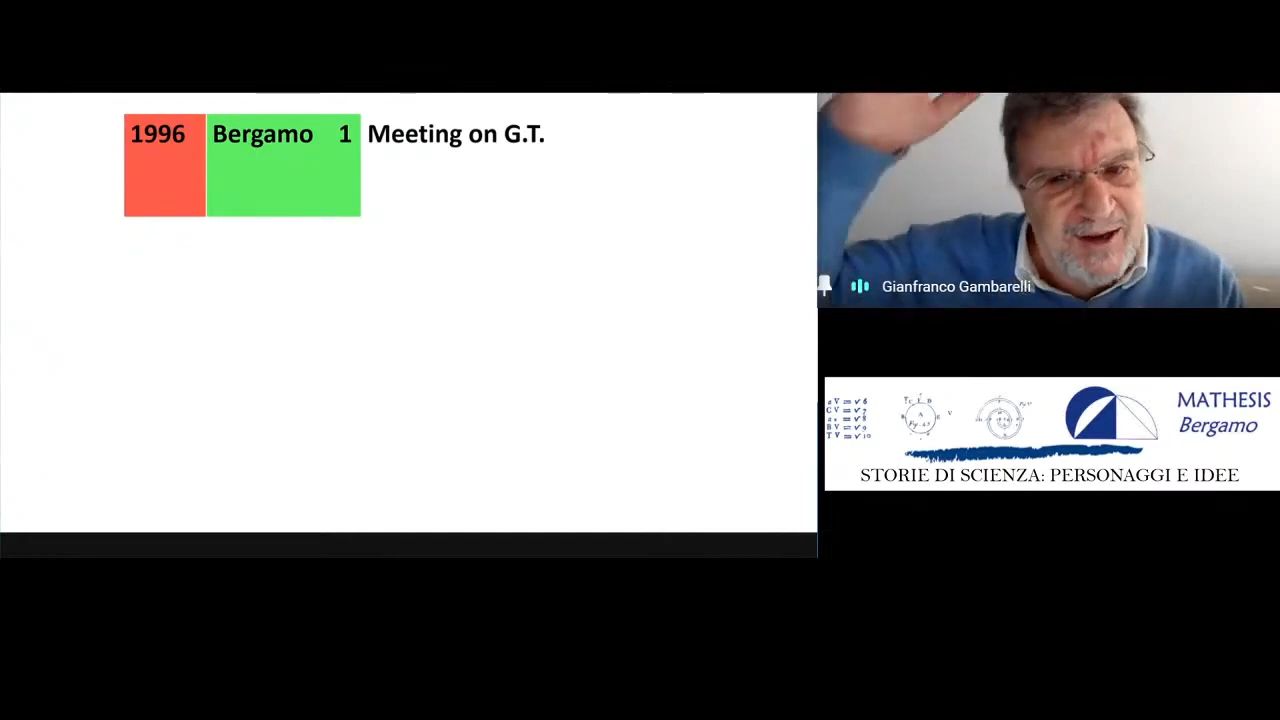 1996 Bergamo 1 Meeting on G.T.
Gianfranco Gambarelli
MATHESIS
Bergamo
STORIE DI SCIENZA: PERSONAGGI E IDEE